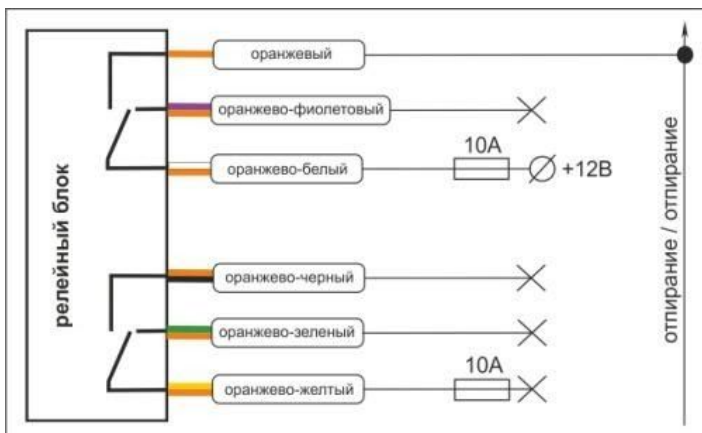 релейный блок
оранжевый
оранжево-фиолетовый
10А
оранжево-белый
+12В
оранжево-черный
оранжево-зеленый
10А
оранжево-желтый
отпирание / отпирание